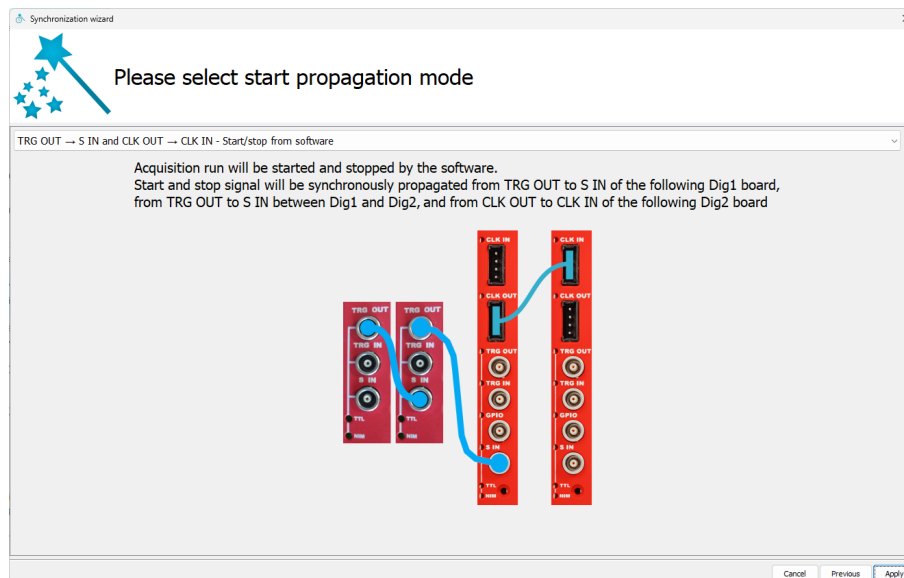 Synchronization wizard
Please select start propagation mode
TRG OUT → S IN and CLK OUT → CLK IN - Start/stop from software
Acquisition run will be started and stopped by the software.
Start and stop signal will be synchronously propagated from TRG OUT to S IN of the following Dig1 board,
from TRG OUT to S IN between Dig1 and Dig2, and from CLK OUT to CLK IN of the following Dig2 board
TRG OUT
TRG IN
S IN
TTL
NIM
TRG OUT
TRG IN
S IN
TTL
NIM
CLK IN
CLK OUT
TRG OUT
TRG IN
GPIO
S IN
TTL
NIM
CLK IN
CLK OUT
TRG OUT
TRG IN
GPIO
S IN
TTL
NIM
Cancel
Previous
Apply